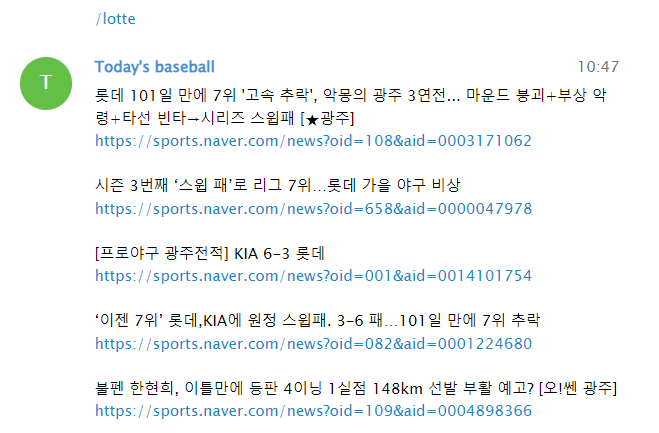 /lotte
T
Today's baseball
10:47
롯데 101일 만에 7위 '고속 추락', 악몽의 광주 3연전... 마운드 붕괴+부상 악
령+타선 빈타→시리즈 스윕패 [★광주]
https://sports.naver.com/news?oid=108&aid=0003171062
시즌 3번째 ‘스윕 패’로 리그 7위…롯데 가을 야구 비상
https://sports.naver.com/news?oid=658&aid=0000047978
[프로야구 광주전적] KIA 6-3 롯데
https://sports.naver.com/news?oid=001&aid=0014101754
‘이젠 7위’ 롯데,KIA에 원정 스윕패. 3-6 패…101일 만에 7위 추락
https://sports.naver.com/news?oid=082&aid=0001224680
불펜 한현희, 이틀만에 등판 4이닝 1실점 148km 선발 부활 예고? [오!쎈 광주]
https://sports.naver.com/news?oid=109&aid=0004898366